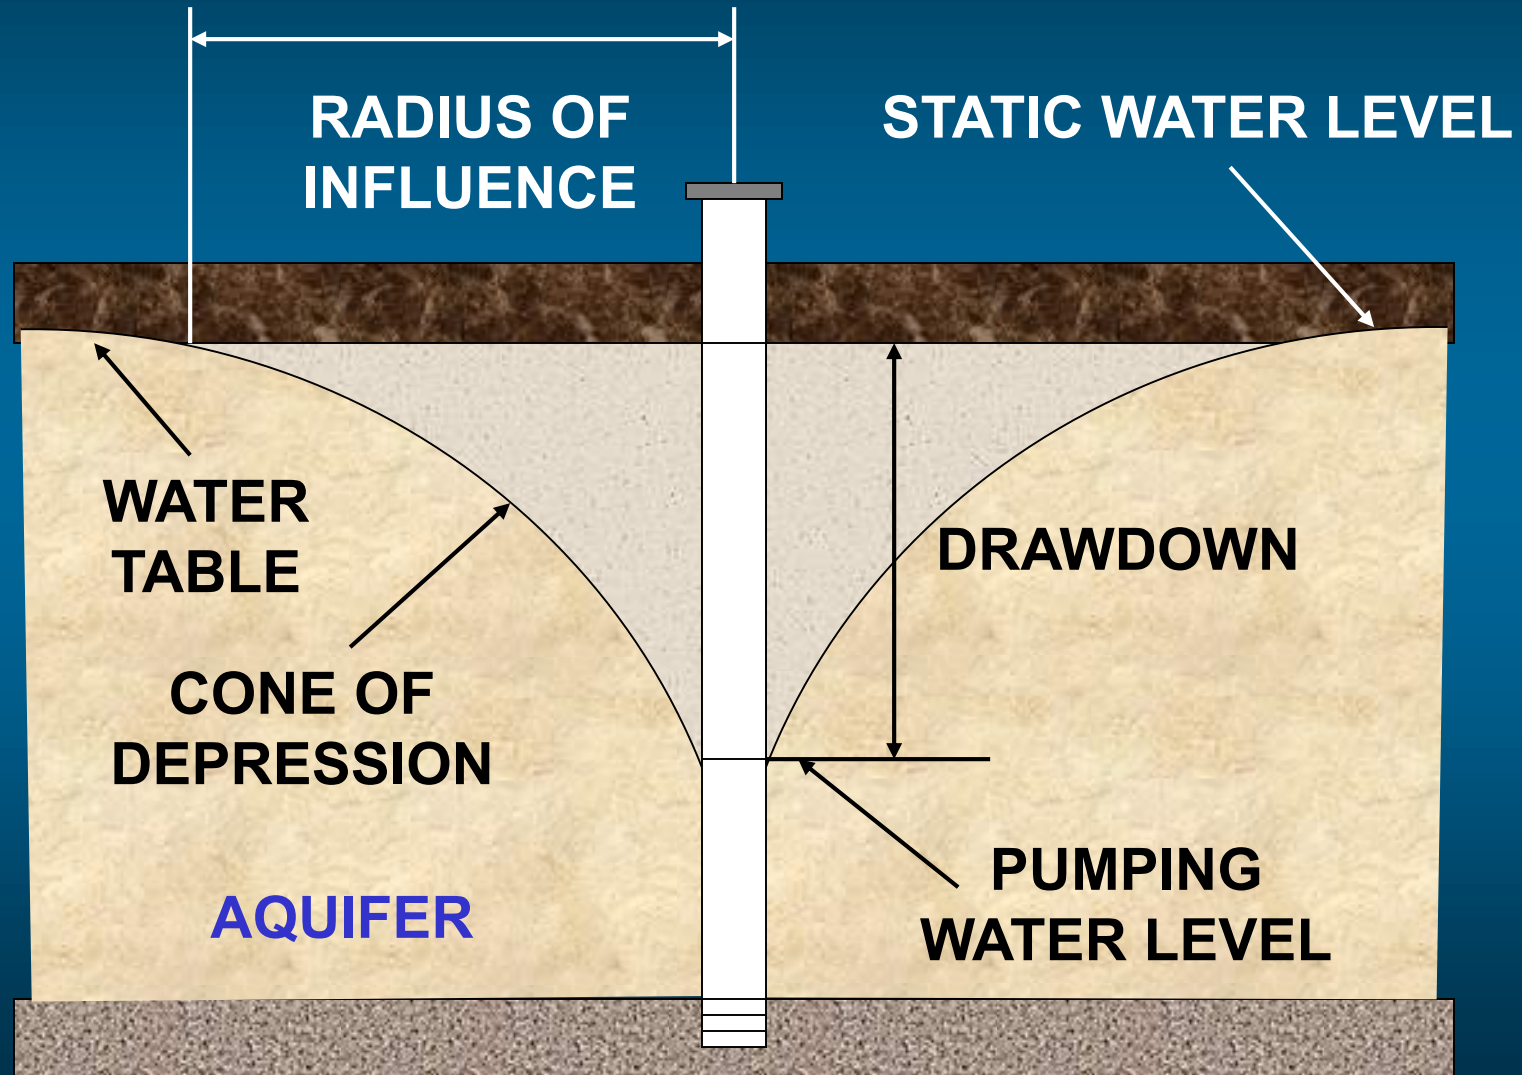 RADIUS OF
INFLUENCE
STATIC WATER LEVEL
WATER
TABLE
DRAWDOWN
CONE OF
DEPRESSION
PUMPING
WATER LEVEL
AQUIFER